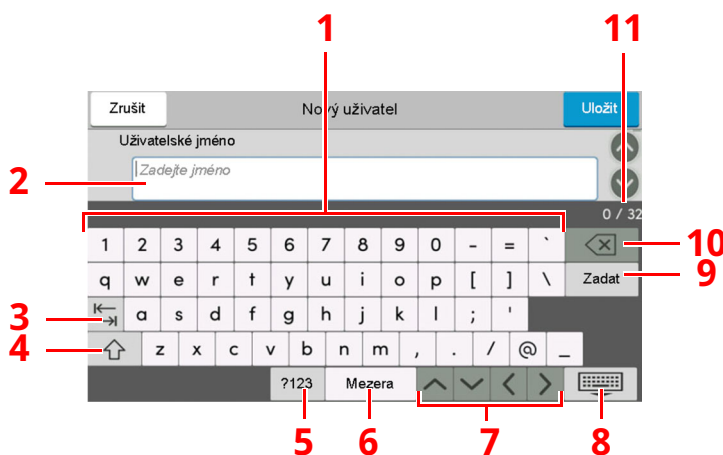 1 11
Zrušit Nový uživatel Uložit
Uživatelské jméno
2 Zadejte jméno
0 / 32
1 2 3 4 5 6 7 8 9 0 - = ` 10
q w e r t y u i o p [ ] \ Zadat 9
3 a s d f g h j k l ; '
4 z x c v b n m , . / @ _
?123 Mezera
5 6 7 8